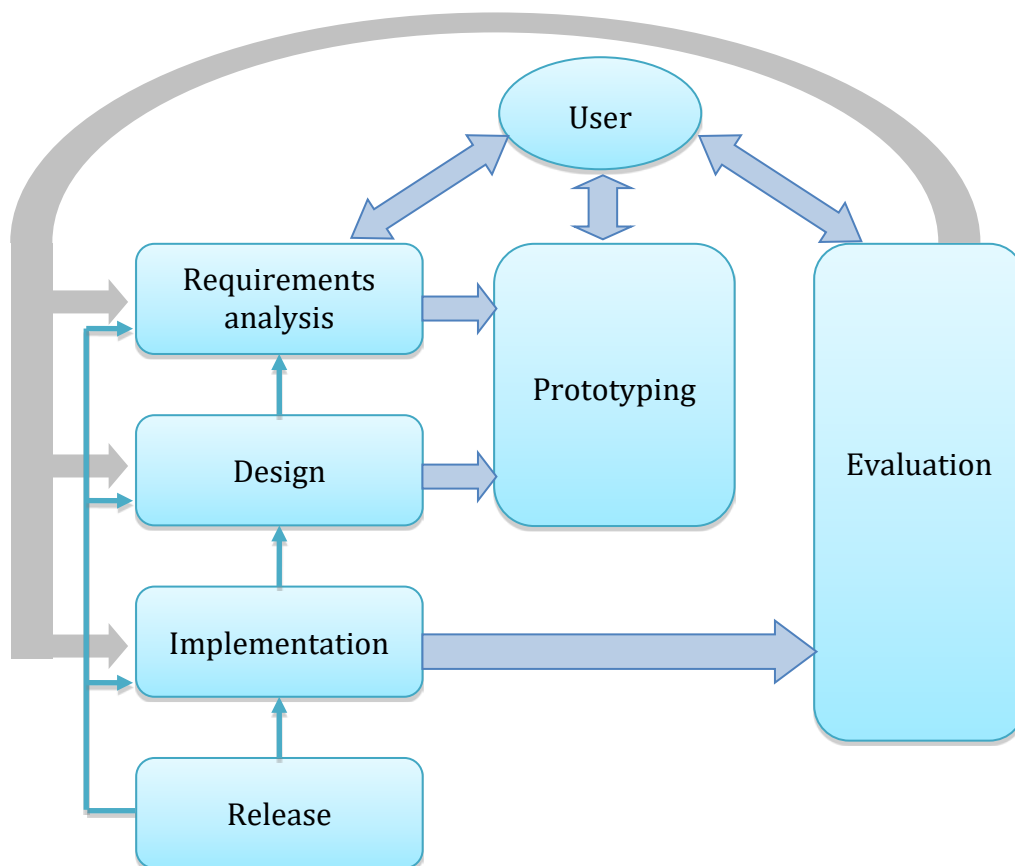 User
Requirements
analysis
Prototyping
Design
Evaluation
Implementation
Release